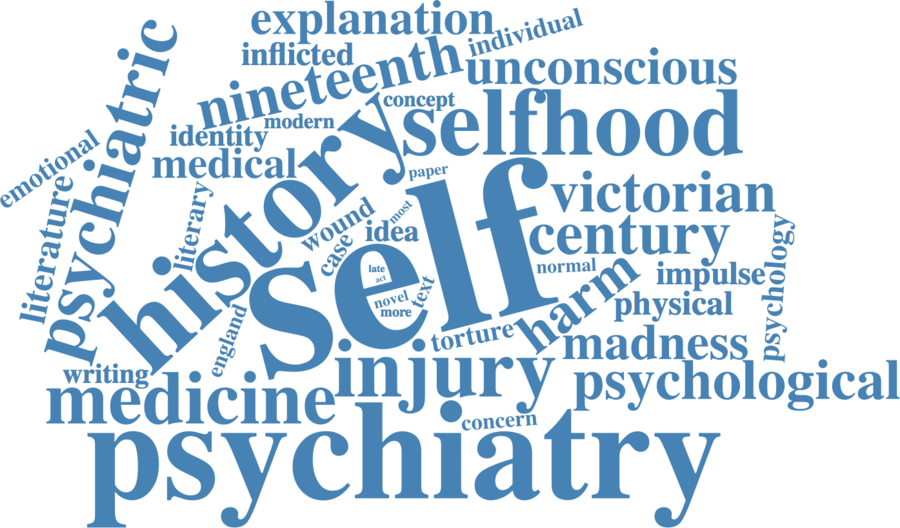 explanation
individual
inflicted
psychiatric
nineteenth
unconscious
concept
modern
identity
selfhood
emotional
medical
history
paper
literature
literary
wound
most
victorian
idea
self
century
case
psychology
late
act
normal
impulse
novel
text
more
harm
physical
england
torture
madness
writing
injury
psychological
medicine
concern
psychiatry